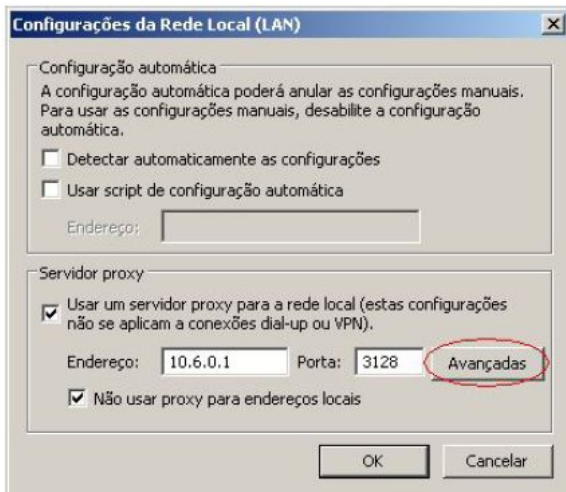 Configurações da Rede Local (LAN)
Configuração automática
A configuração automática poderá anular as configurações manuais.
Para usar as configurações manuais, desabilite a configuração
automática.
Detectar automaticamente as configurações
Usar script de configuração automática
Endereço:
Servidor proxy
Usar um servidor proxy para a rede local (estas configurações
não se aplicam a conexões dial-up ou VPN).
Endereço: 10.6.0.1 Porta: 3128 Avançadas
Não usar proxy para endereços locais
OK Cancelar